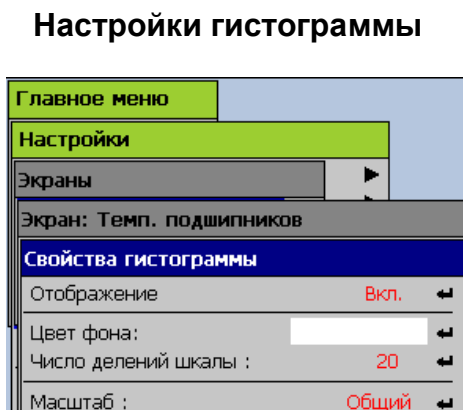 Настройки гистограммы
Главное меню
Настройки
Экраны
Экран: Темп. подшипников
Свойства гистограммы
Отображение Вкл.
Цвет фона:
Число делений шкалы : 20
Масштаб : Общий